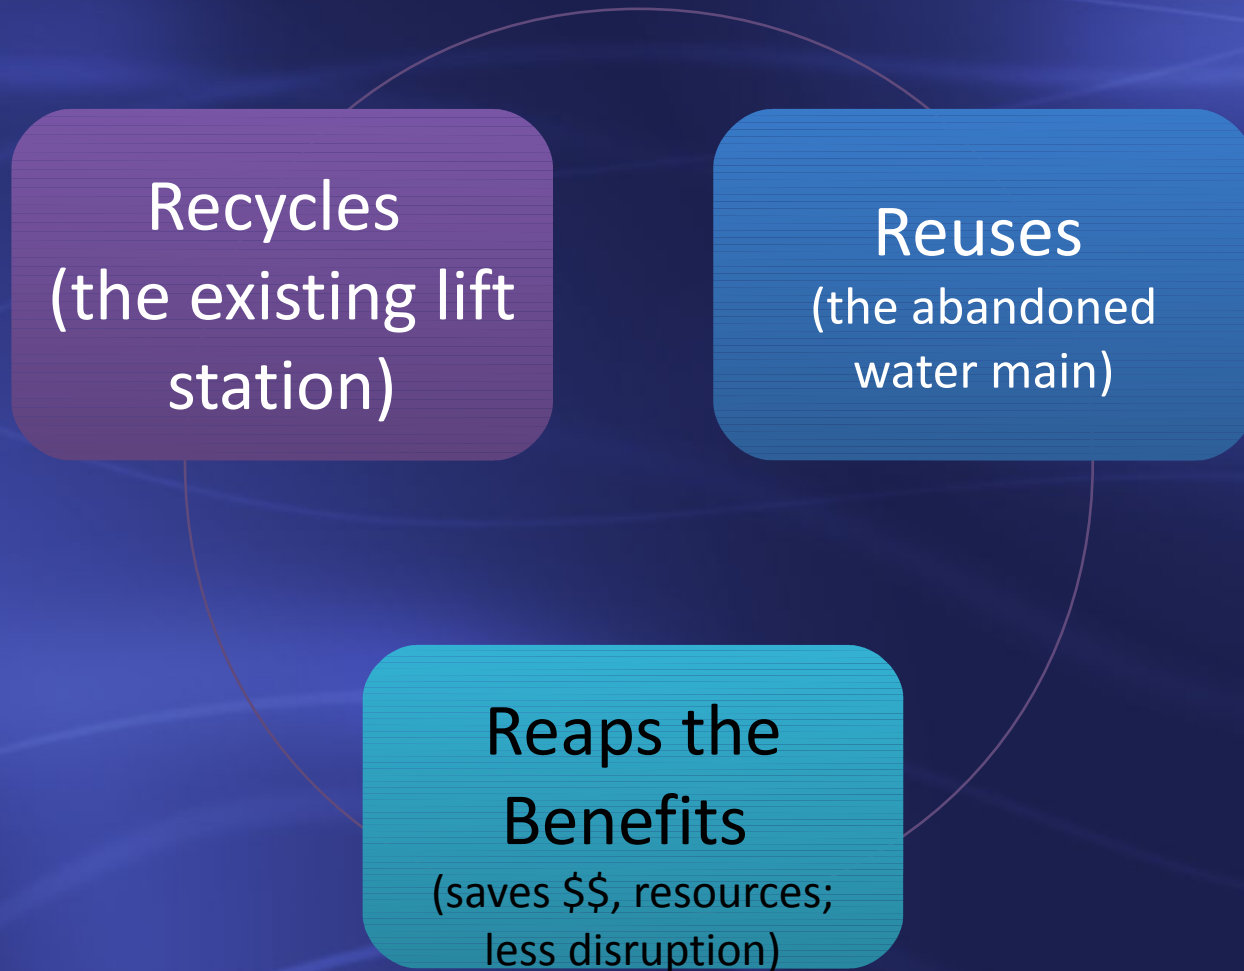 Recycles
(the existing lift
station)
Reuses
(the abandoned
water main)
Reaps the
Benefits
(saves $$, resources;
less disruption)